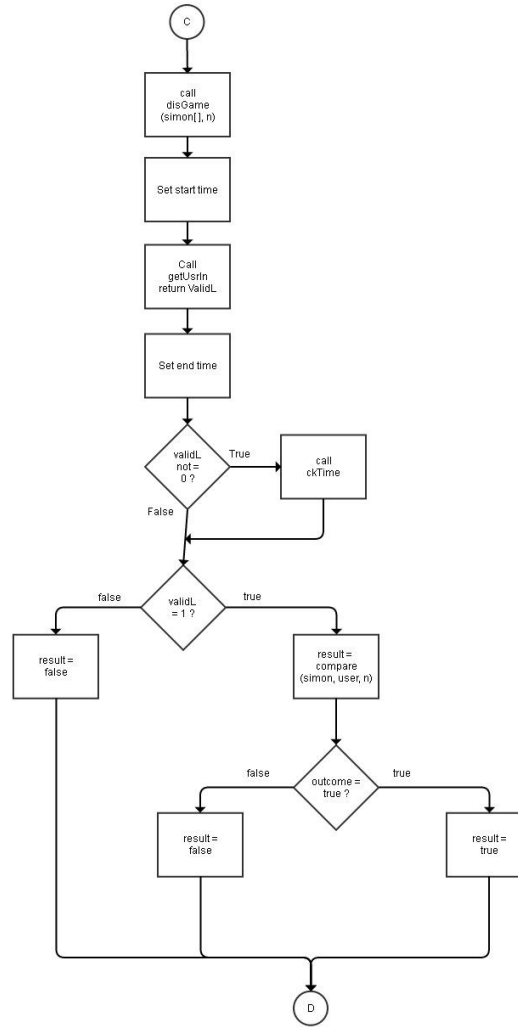 C
call
disGame
(simon[ ], n)
Set start time
Call
getUsrIn
return ValidL
Set end time
validL
not =
0 ?
True
call
ckTime
False
validL
= 1 ?
false
true
result =
false
result =
compare
(simon, user, n)
outcome =
true ?
false
true
result =
false
result =
true
D